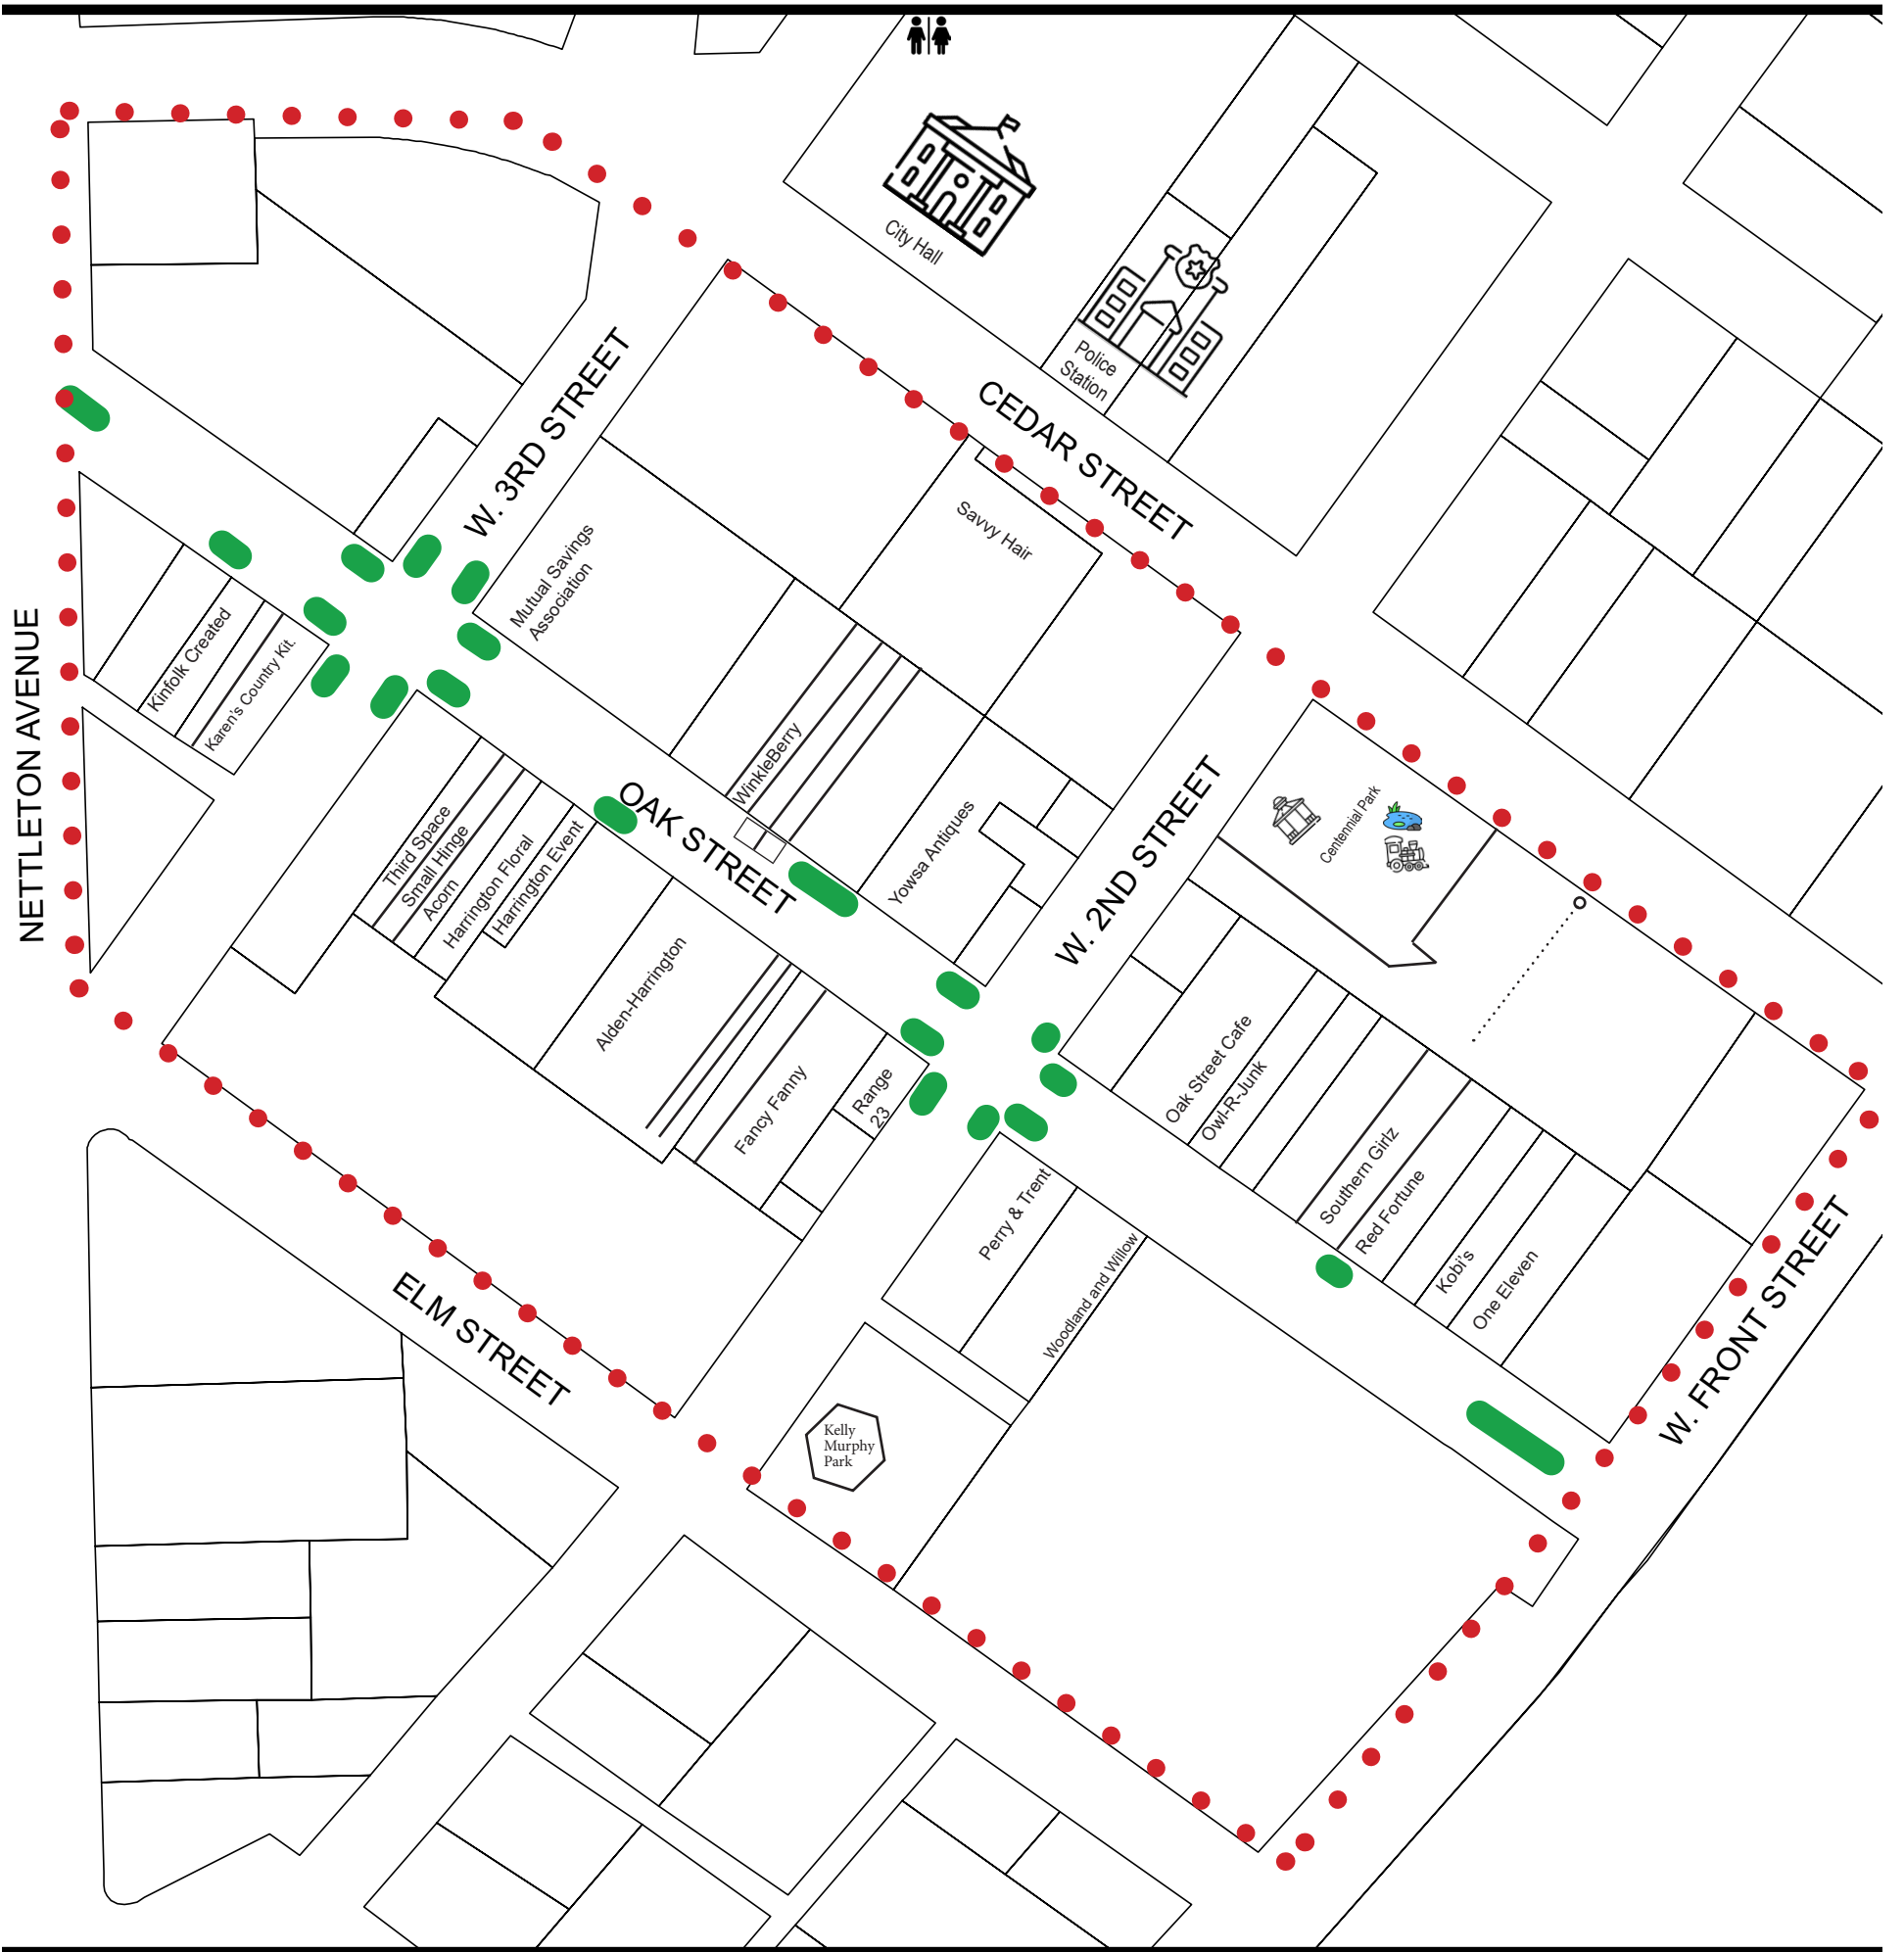 City Hall
Police
Station
W. 3RD STREET
CEDAR STREET
Mutual Savings
Association
Savvy Hair
NETTLETON AVENUE
Kinfolk Created
Karen's Country Kit.
WinkleBerry
OAK STREET
Yowsa Antiques
W. 2ND STREET
Centennial Park
Third Space
Small Hinge
Acorn
Harrington Floral
Harrington Event
Alden-Harrington
Fancy Fanny
Range
23
Oak Street Cafe
Owl-R-Junk
Southern Girlz
Red Fortune
Kobi's
One Eleven
W. FRONT STREET
Perry & Trent
Woodland and Willow
ELM STREET
Kelly
Murphy
Park